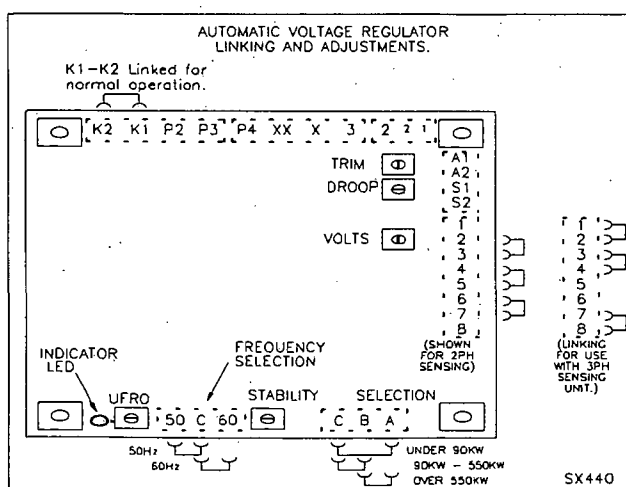 AUTOMATIC VOLTAGE REGULATOR
LINKING AND ADJUSTMENTS.
K1-K2 Linked for
normal operation.
K2 K1 P2 P3 P4 XX X 3 2 2 1
TRIM
DROOP
VOLTS
A1
A2
S1
S2
1
2
3
4
5
6
7
8
(SHOWN
FOR 2PH
SENSING)
1
2
3
4
5
6
7
8
(LINKING
FOR USE
WITH 3PH
SENSING
UNIT.)
INDICATOR
LED
FREQUENCY
SELECTION
UFRO
50 C 60
STABILITY
SELECTION
C B A
50Hz
60Hz
UNDER 90KW
90KW - 550KW
OVER 550KW
SX440